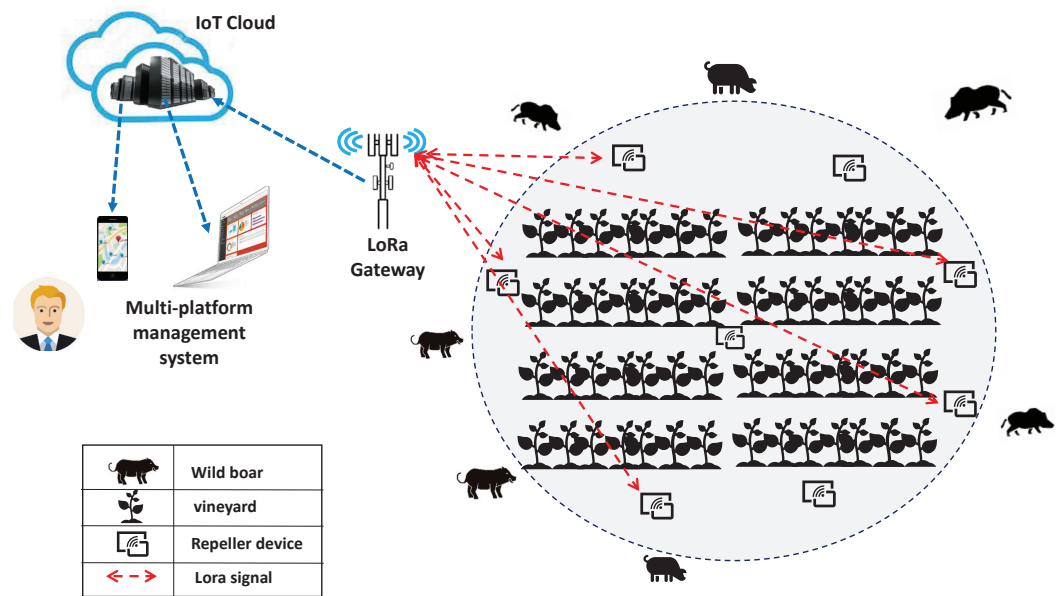 IoT Cloud
LoRa
Gateway
Multi-platform
management
system
Wild boar
vineyard
Repeller device
Lora signal